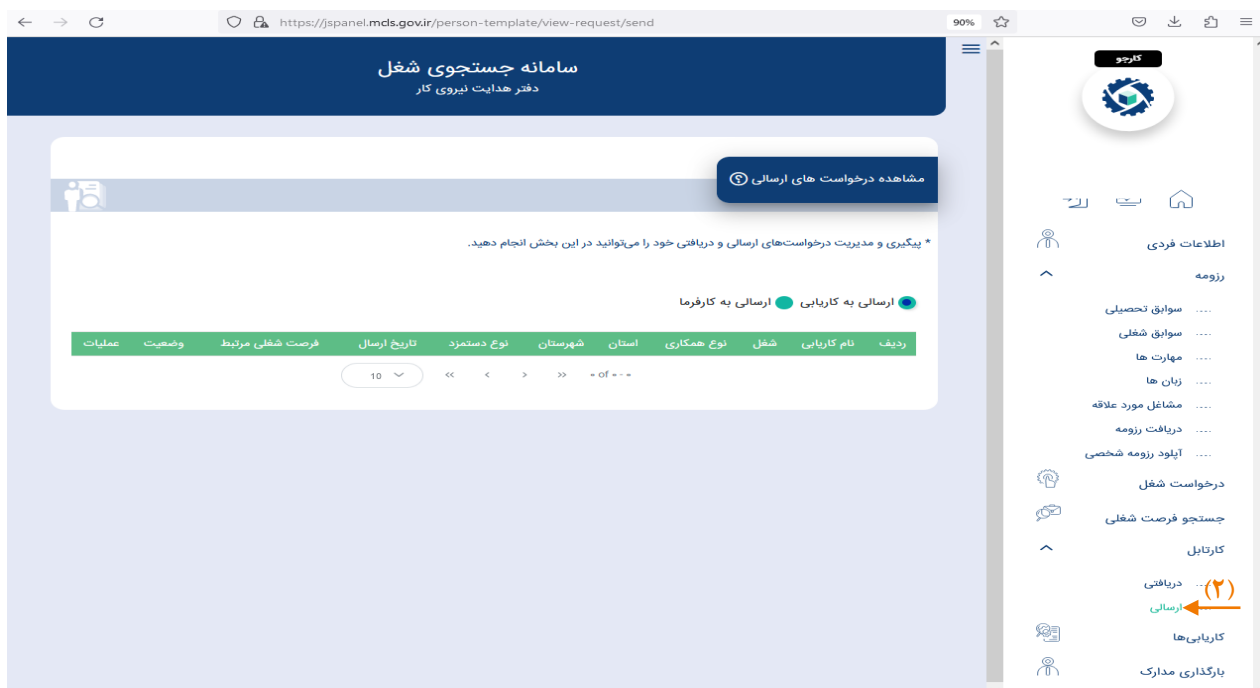 https://jspanel.mcls.gov.ir/person-template/view-request/send
90%
سامانه جستجوی شغل
دفتر هدایت نیروی کار
کارجو
مشاهده درخواست های ارسالی
* پیگیری و مدیریت درخواست‌های ارسالی و دریافتی خود را می‌توانید در این بخش انجام دهید.
ارسالی به کاریابی ارسالی به کارفرما
ردیف نام کاریابی شغل نوع همکاری استان شهرستان نوع دستمزد تاریخ ارسال فرصت شغلی مرتبط وضعیت عملیات
10 << < > >> ۰ of ۰ - ۰
اطلاعات فردی
رزومه
.... سوابق تحصیلی
.... سوابق شغلی
.... مهارت ها
.... زبان ها
.... مشاغل مورد علاقه
.... دریافت رزومه
.... آپلود رزومه شخصی
درخواست شغل
جستجو فرصت شغلی
کارتابل
.... دریافتی
(۲)
ارسالی
کاریابی‌ها
بارگذاری مدارک